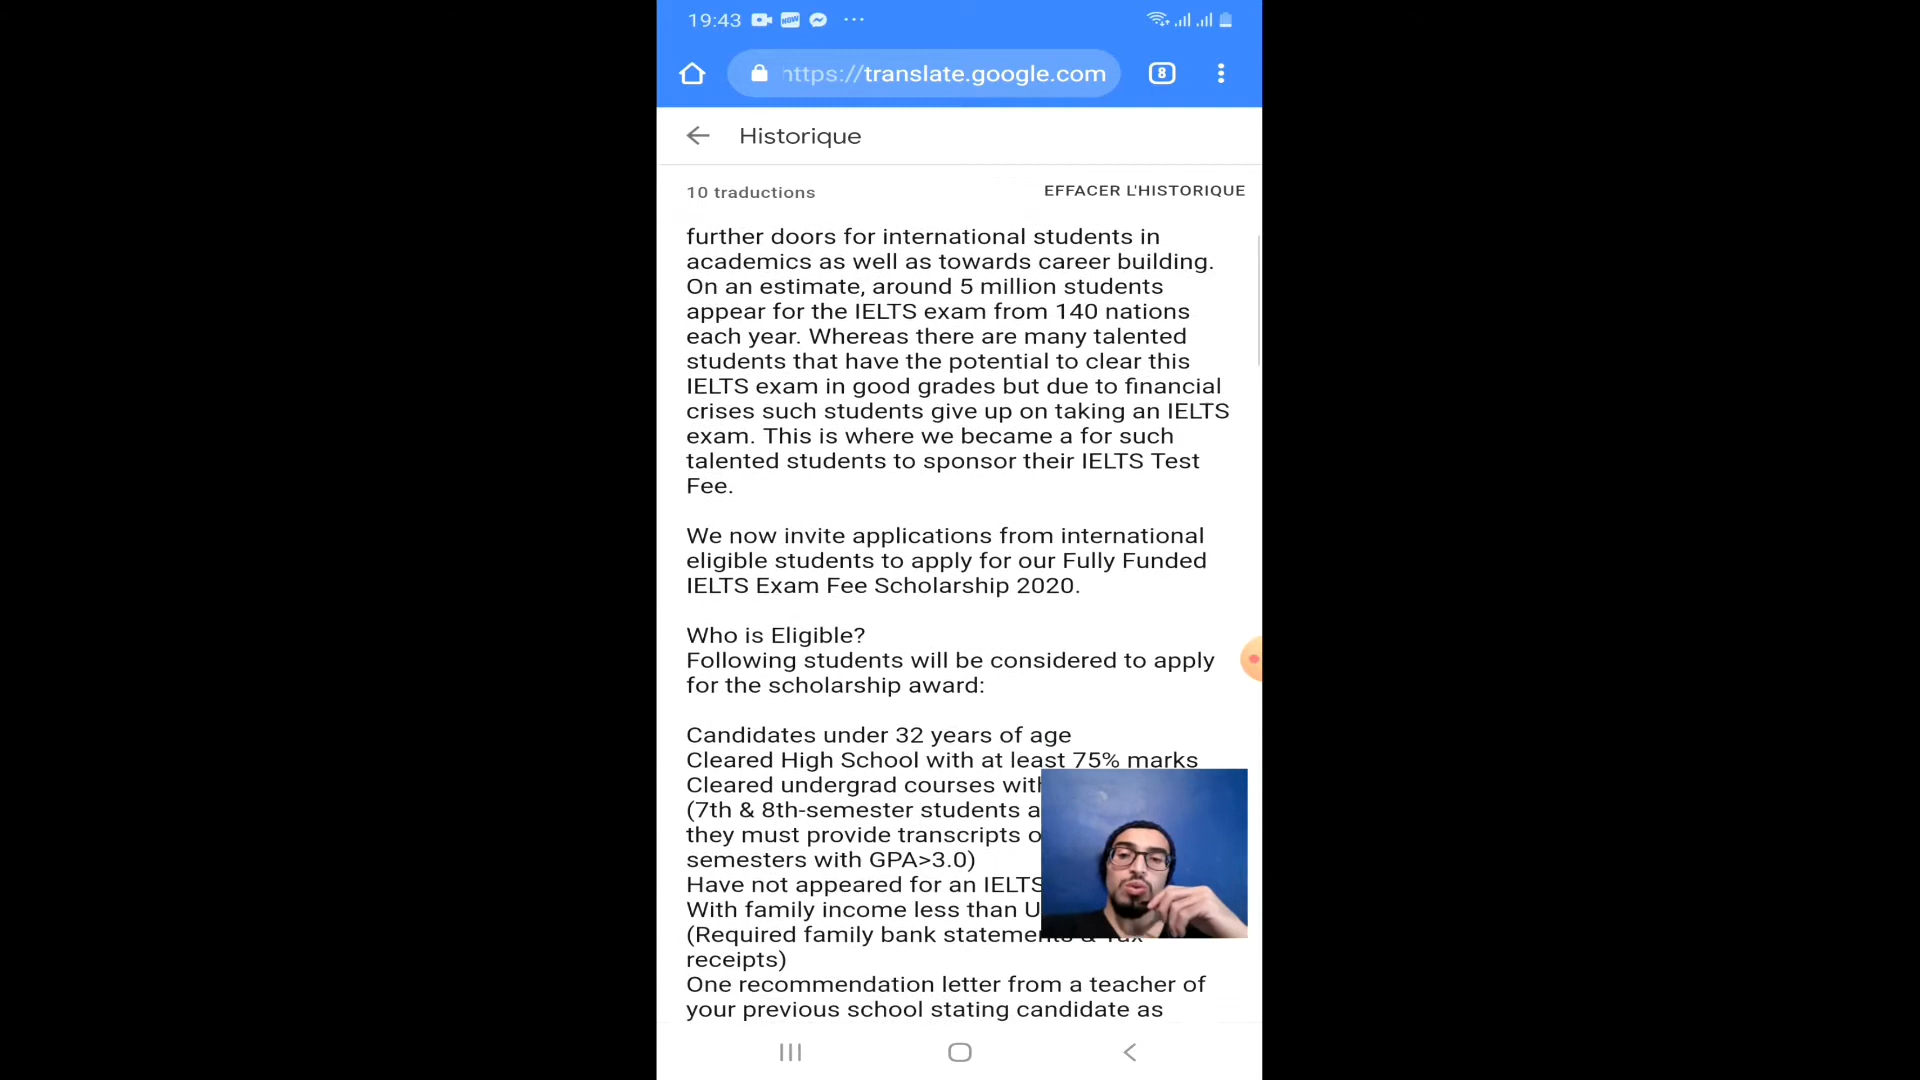 19:43
https://translate.google.com
8
Historique
10 traductions
EFFACER L'HISTORIQUE
further doors for international students in
academics as well as towards career building.
On an estimate, around 5 million students
appear for the IELTS exam from 140 nations
each year. Whereas there are many talented
students that have the potential to clear this
IELTS exam in good grades but due to financial
crises such students give up on taking an IELTS
exam. This is where we became a for such
talented students to sponsor their IELTS Test
Fee.
We now invite applications from international
eligible students to apply for our Fully Funded
IELTS Exam Fee Scholarship 2020.
Who is Eligible?
Following students will be considered to apply
for the scholarship award:
Candidates under 32 years of age
Cleared High School with at least 75% marks
Cleared undergrad courses with
(7th & 8th-semester students
they must provide transcripts
semesters with GPA>3.0)
Have not appeared for an IELTS
With family income less than
(Required family bank statements & Tax
receipts)
One recommendation letter from a teacher of
your previous school stating candidate as